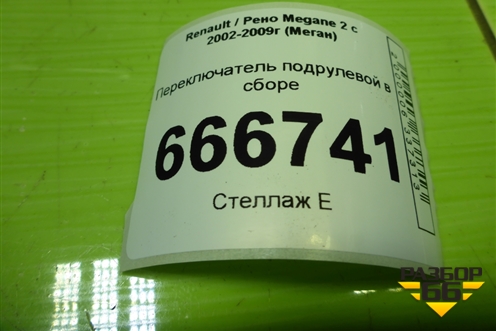 Renault / Рено Megane 2 с
2002-2009г (Меган)
Переключатель подрулевой в
сборе
666741
Стеллаж Е
РАЗБОР
66